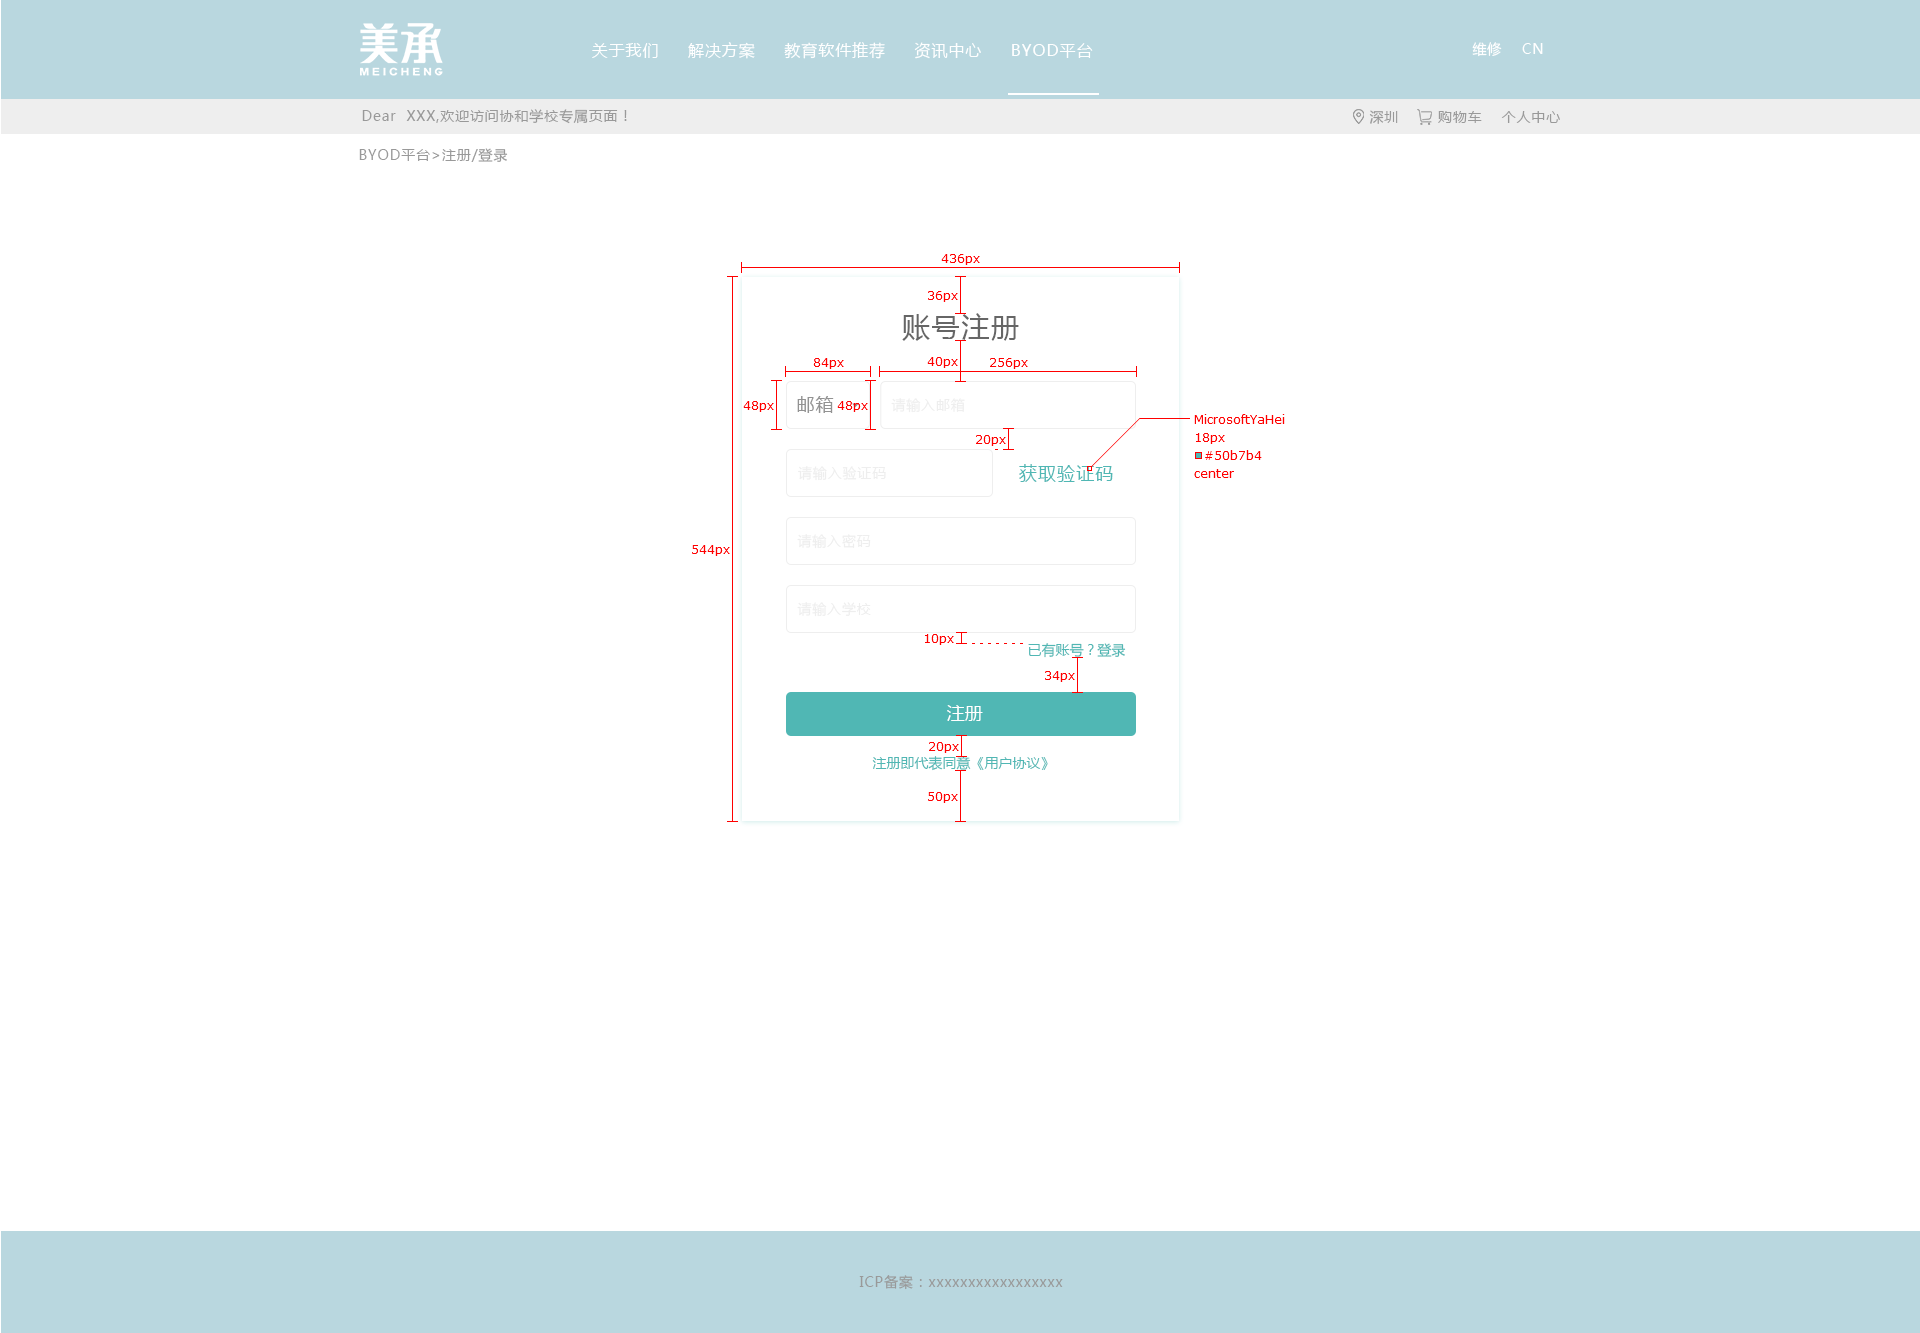 美承
MEICHENG
关于我们 解决方案 教育软件推荐 资讯中心 BYOD平台 维修 CN
Dear XXX,欢迎访问协和学校专属页面！ 深圳 购物车 个人中心
BYOD平台>注册/登录
436px
36px
账号注册
84px 40px 256px
48px 邮箱 48px 请输入邮箱
MicrosoftYaHei
18px
#50b7b4
center
20px
请输入验证码 获取验证码
请输入密码
544px
请输入学校
10px
已有账号？登录
34px
注册
20px
注册即代表同意《用户协议》
50px
ICP备案：xxxxxxxxxxxxxxxxx